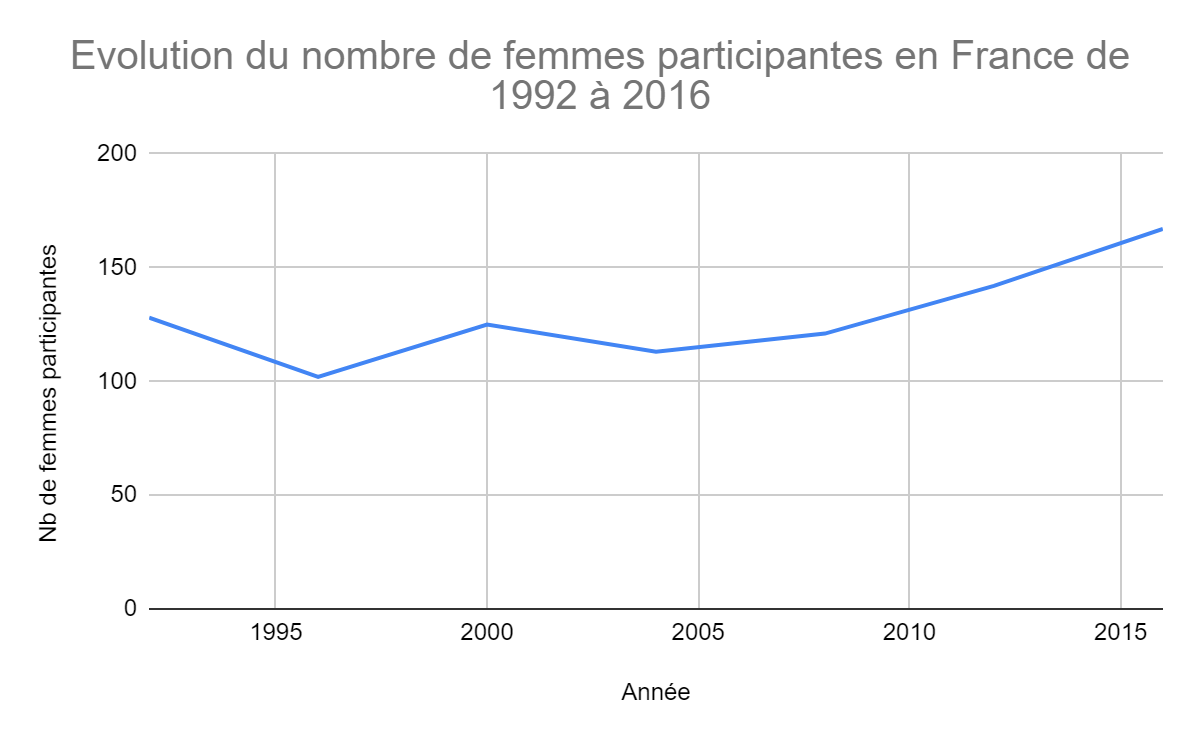 Evolution du nombre de femmes participantes en France de
1992 à 2016
200
150
100
50
0
Nb de femmes participantes
1995 2000 2005 2010 2015
Année